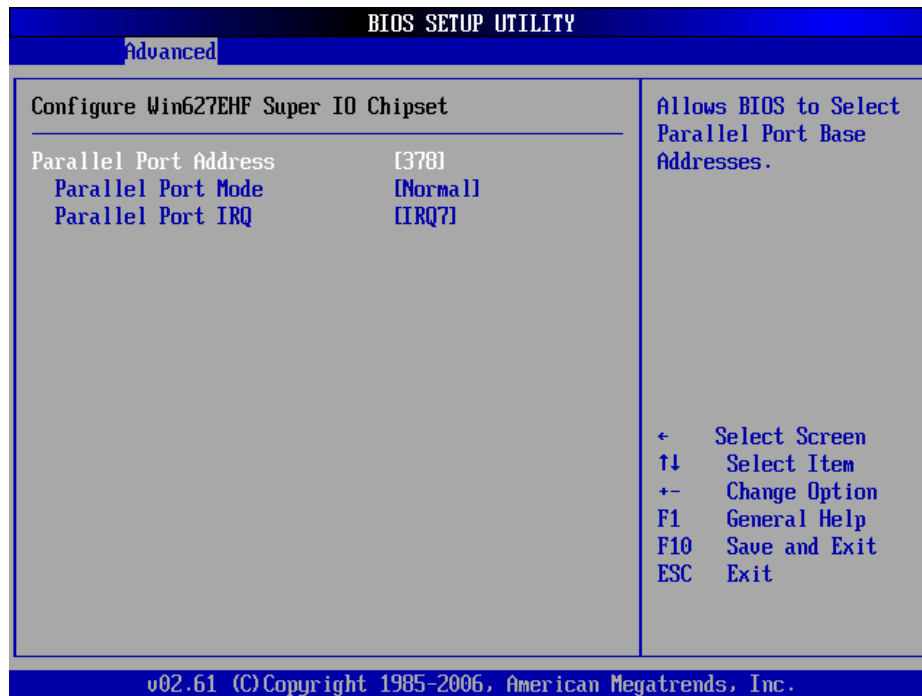 BIOS SETUP UTILITY
Advanced
Configure Win627EHF Super IO Chipset
Parallel Port Address [378]
Parallel Port Mode [Normal]
Parallel Port IRQ [IRQ7]
Allows BIOS to Select
Parallel Port Base
Addresses.
← Select Screen
↑↓ Select Item
+- Change Option
F1 General Help
F10 Save and Exit
ESC Exit
v02.61 (C)Copyright 1985-2006, American Megatrends, Inc.